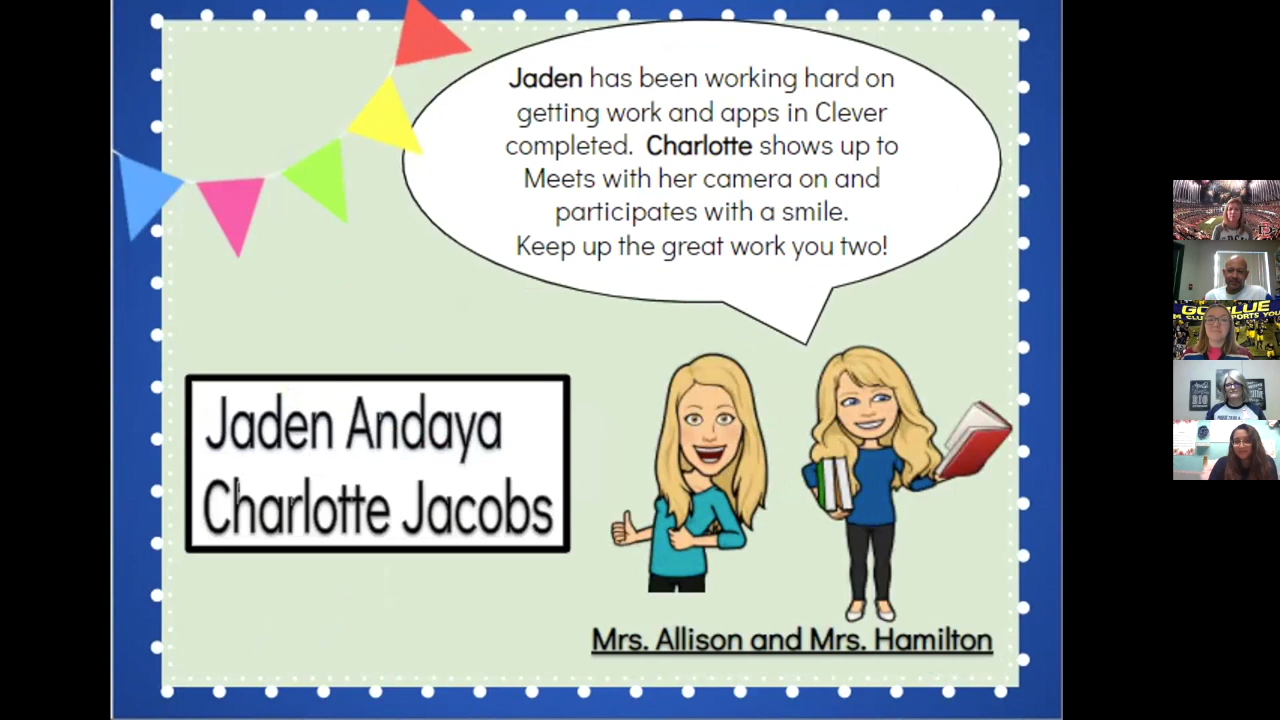 Jaden has been working hard on
getting work and apps in Clever
completed. Charlotte shows up to
Meets with her camera on and
participates with a smile.
Keep up the great work you two!
Jaden Andaya
Charlotte Jacobs
Mrs. Allison and Mrs. Hamilton